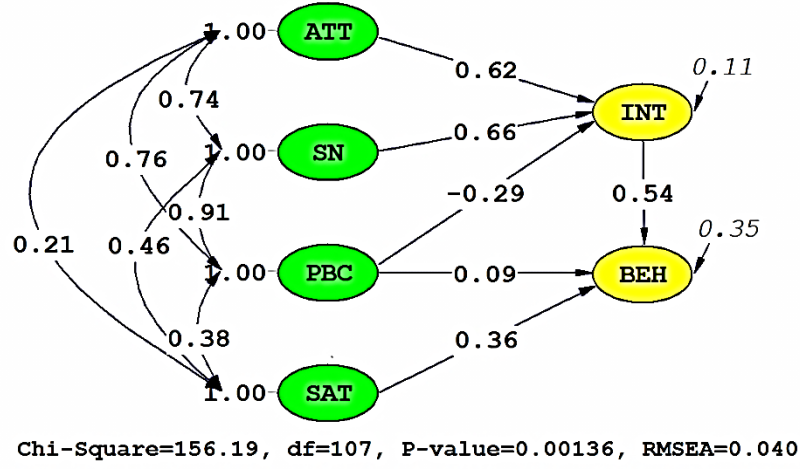 1.00 ATT
0.62
0.11
0.74
INT
1.00 SN
0.66
0.76
-0.29
0.54
0.91
0.21
0.46
0.35
1.00 PBC
0.09
BEH
0.38
0.36
1.00 SAT
Chi-Square=156.19, df=107, P-value=0.00136, RMSEA=0.040